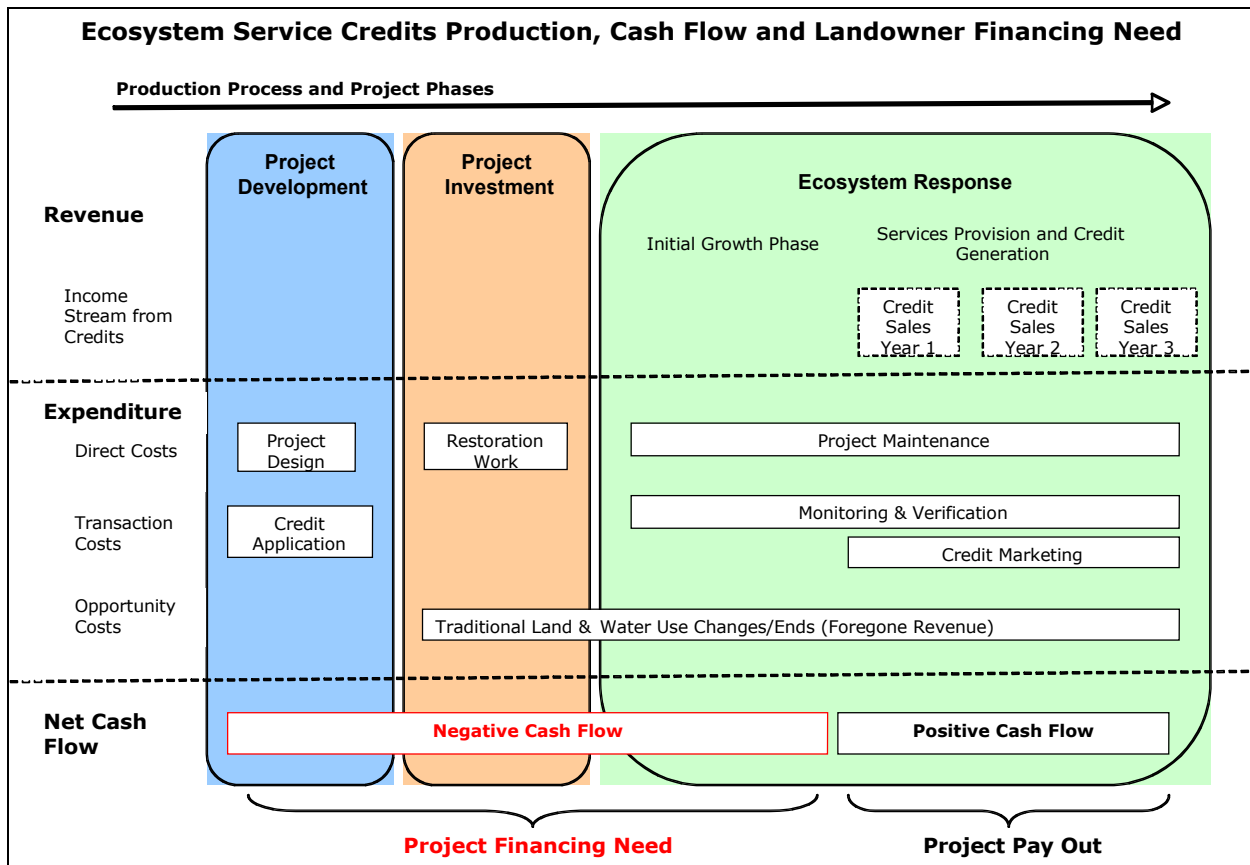 Ecosystem Service Credits Production, Cash Flow and Landowner Financing Need
Production Process and Project Phases
Project
Development
Project
Investment
Ecosystem Response
Revenue
Initial Growth Phase
Services Provision and Credit
Generation
Income
Stream from
Credits
Credit
Sales
Year 1
Credit
Sales
Year 2
Credit
Sales
Year 3
Expenditure
Direct Costs
Project
Design
Restoration
Work
Project Maintenance
Transaction
Costs
Credit
Application
Monitoring & Verification
Credit Marketing
Opportunity
Costs
Traditional Land & Water Use Changes/Ends (Foregone Revenue)
Net Cash
Flow
Negative Cash Flow
Positive Cash Flow
Project Financing Need
Project Pay Out